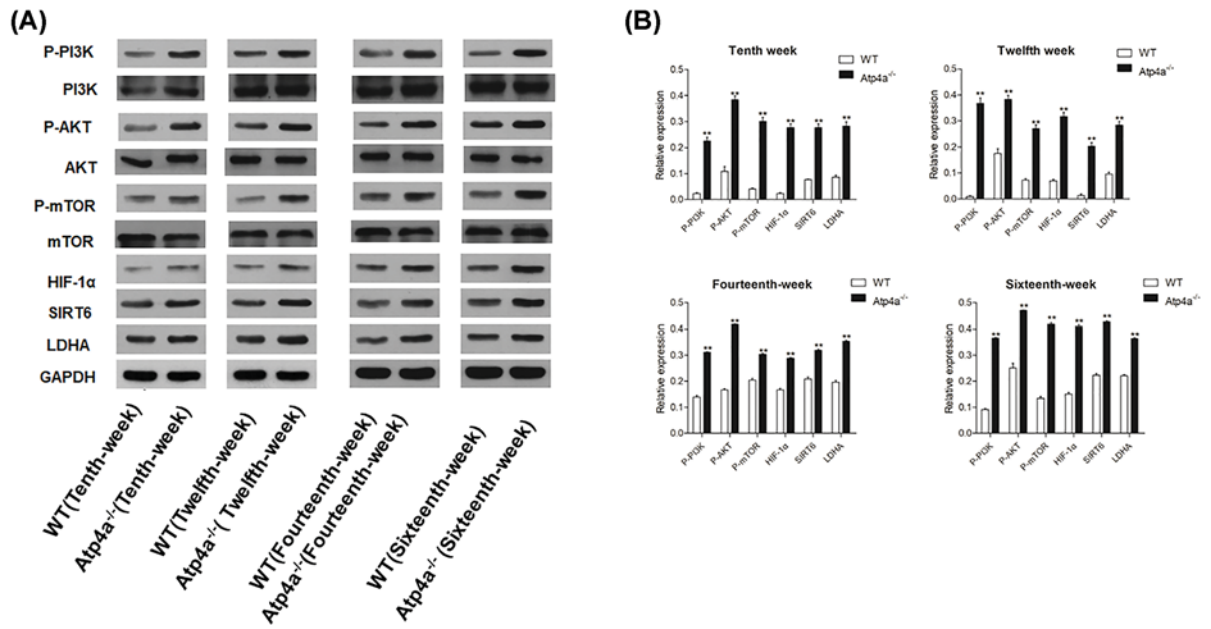 (A)
P-PI3K
PI3K
P-AKT
AKT
P-mTOR
mTOR
HIF-1α
SIRT6
LDHA
GAPDH
WT(Tenth-week)
Atp4a-/-(Tenth-week)
WT(Twelfth-week)
Atp4a-/-( Twelfth-week)
WT(Fourteenth-week)
Atp4a-/-(Fourteenth-week)
WT(Sixteenth-week)
Atp4a-/- (Sixteenth-week)
(B)
Tenth week
WT
Atp4a-/-
Relative expression
0.5
0.4
0.3
0.2
0.1
0.0
** ** ** ** ** **
P-PI3K
P-AKT
P-mTOR
HIF-1α
SIRT6
LDHA
Twelfth week
WT
Atp4a-/-
Relative expression
0.5
0.4
0.3
0.2
0.1
0.0
** ** ** ** ** **
P-PI3K
P-AKT
P-mTOR
HIF-1α
SIRT6
LDHA
Fourteenth-week
WT
Atp4a-/-
Relative expression
0.5
0.4
0.3
0.2
0.1
0.0
** ** ** ** ** **
P-PI3K
P-AKT
P-mTOR
HIF-1α
SIRT6
LDHA
Sixteenth-week
WT
Atp4a-/-
Relative expression
0.5
0.4
0.3
0.2
0.1
0.0
** ** ** ** ** **
P-PI3K
P-AKT
P-mTOR
HIF-1α
SIRT6
LDHA